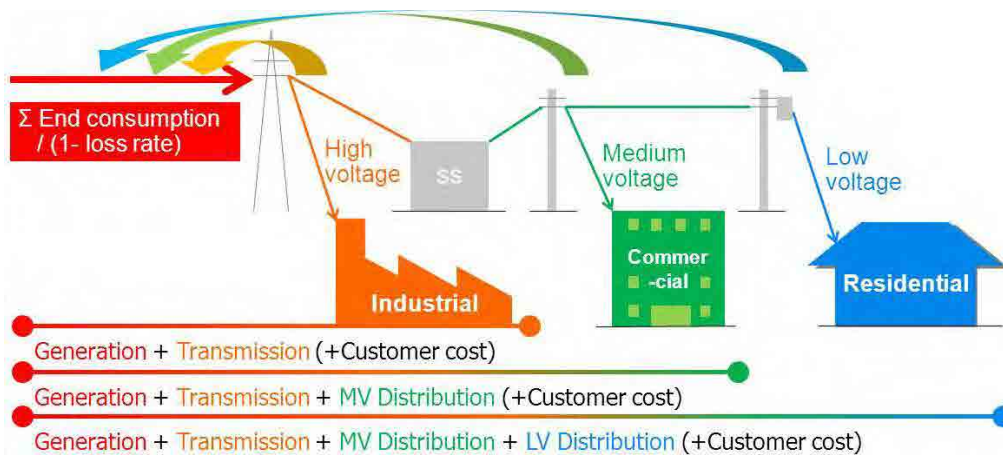 Σ End consumption
/ (1- loss rate)
High
voltage
SS
Medium
voltage
Low
voltage
Industrial
Commer
-cial
Residential
Generation + Transmission (+Customer cost)
Generation + Transmission + MV Distribution (+Customer cost)
Generation + Transmission + MV Distribution + LV Distribution (+Customer cost)